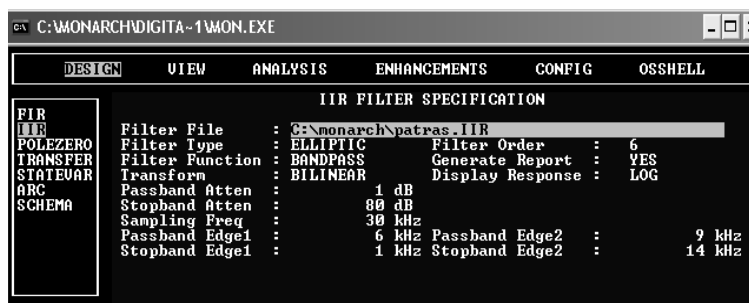 C:\MONARCH\DIGITA~1\MON.EXE
DESIGN VIEW ANALYSIS ENHANCEMENTS CONFIG OSSHELL
IIR FILTER SPECIFICATION
FIR
IIR
POLEZERO
TRANSFER
STATEVAR
ARC
SCHEMA
Filter File : C:\monarch\patras.IIR
Filter Type : ELLIPTIC Filter Order : 6
Filter Function : BANDPASS Generate Report : YES
Transform : BILINEAR Display Response : LOG
Passband Atten : 1 dB
Stopband Atten : 80 dB
Sampling Freq : 30 kHz
Passband Edge1 : 6 kHz Passband Edge2 : 9 kHz
Stopband Edge1 : 1 kHz Stopband Edge2 : 14 kHz